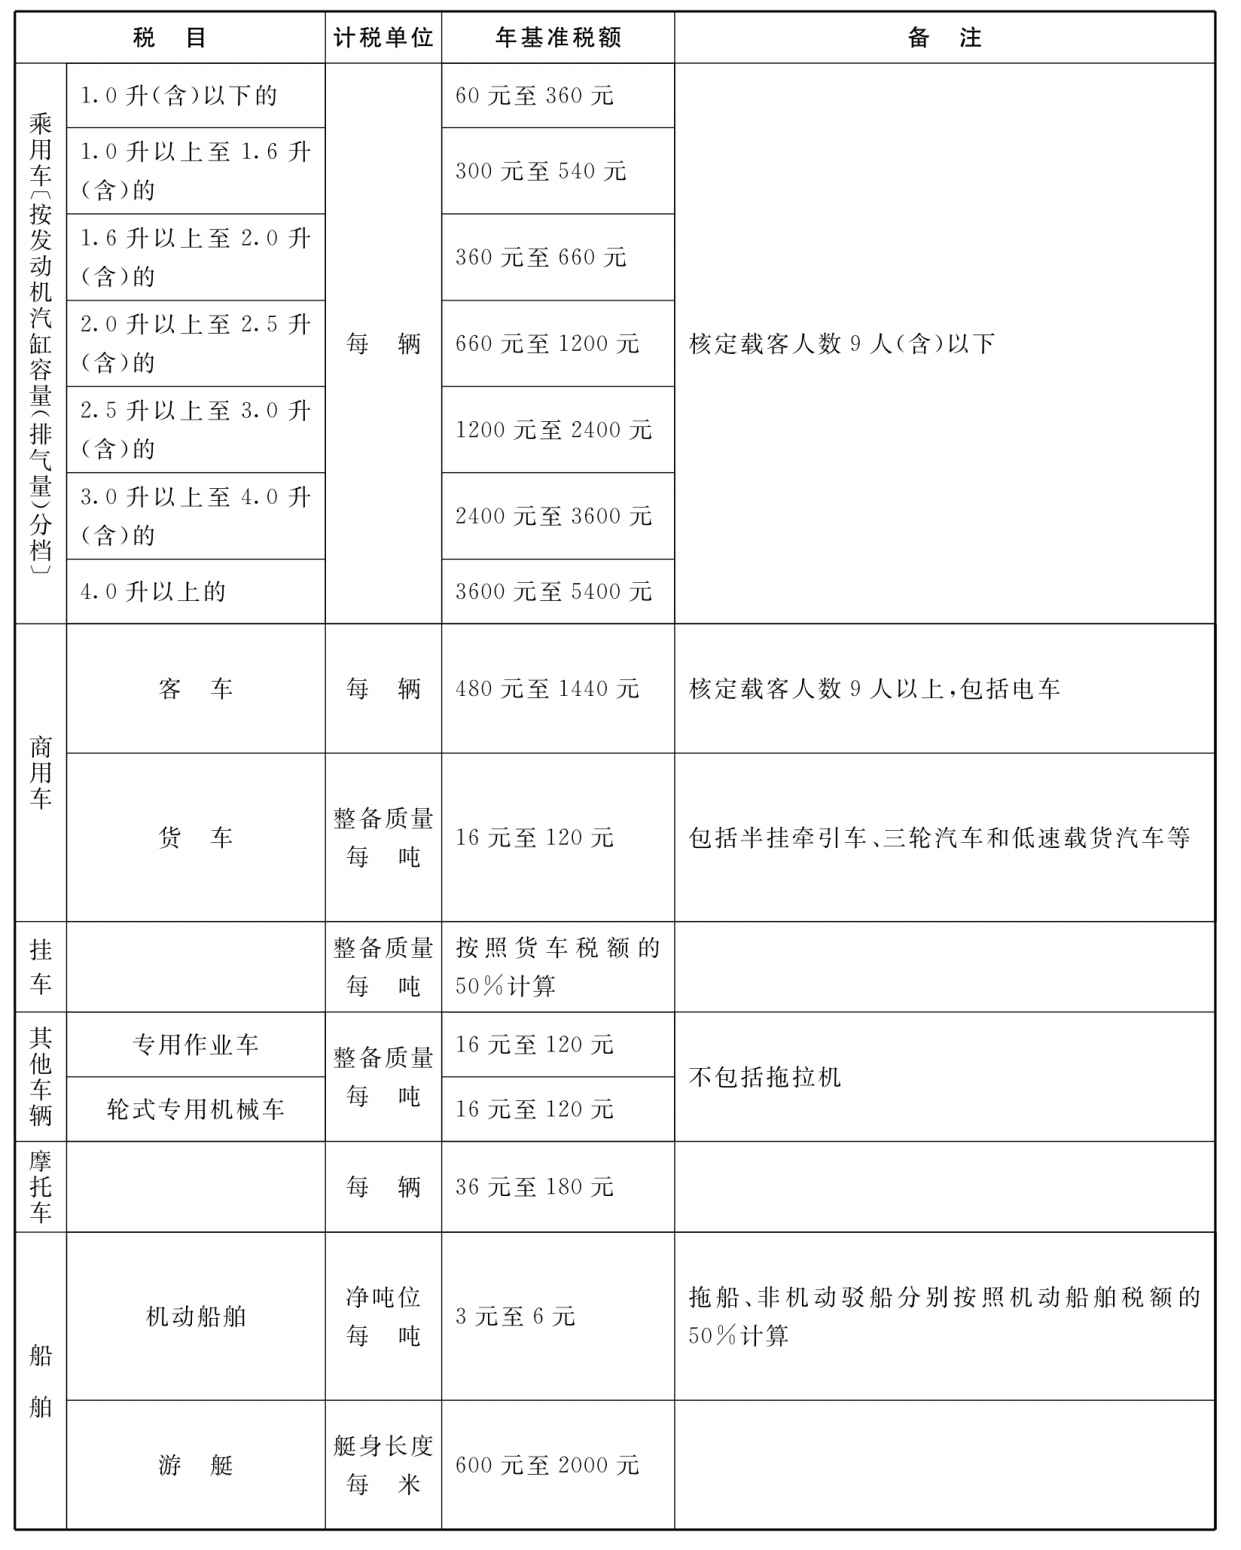 税 目 计税单位 年基准税额 备 注
乘用车〔按发动机汽缸容量(排气量)分档〕
1.0升(含)以下的
60元至360元
1.0升以上至1.6升
(含)的
300元至540元
1.6升以上至2.0升
(含)的
360元至660元
2.0升以上至2.5升
(含)的
每 辆
660元至1200元
核定载客人数9人(含)以下
2.5升以上至3.0升
(含)的
1200元至2400元
3.0升以上至4.0升
(含)的
2400元至3600元
4.0升以上的
3600元至5400元
商用车
客 车
每 辆
480元至1440元
核定载客人数9人以上,包括电车
货 车
整备质量
每 吨
16元至120元
包括半挂牵引车、三轮汽车和低速载货汽车等
挂车
整备质量
每 吨
按照货车税额的
50%计算
其他车辆
专用作业车
整备质量
每 吨
16元至120元
不包括拖拉机
轮式专用机械车
16元至120元
摩托车
每 辆
36元至180元
船舶
机动船舶
净吨位
每 吨
3元至6元
拖船、非机动驳船分别按照机动船舶税额的
50%计算
游 艇
艇身长度
每 米
600元至2000元